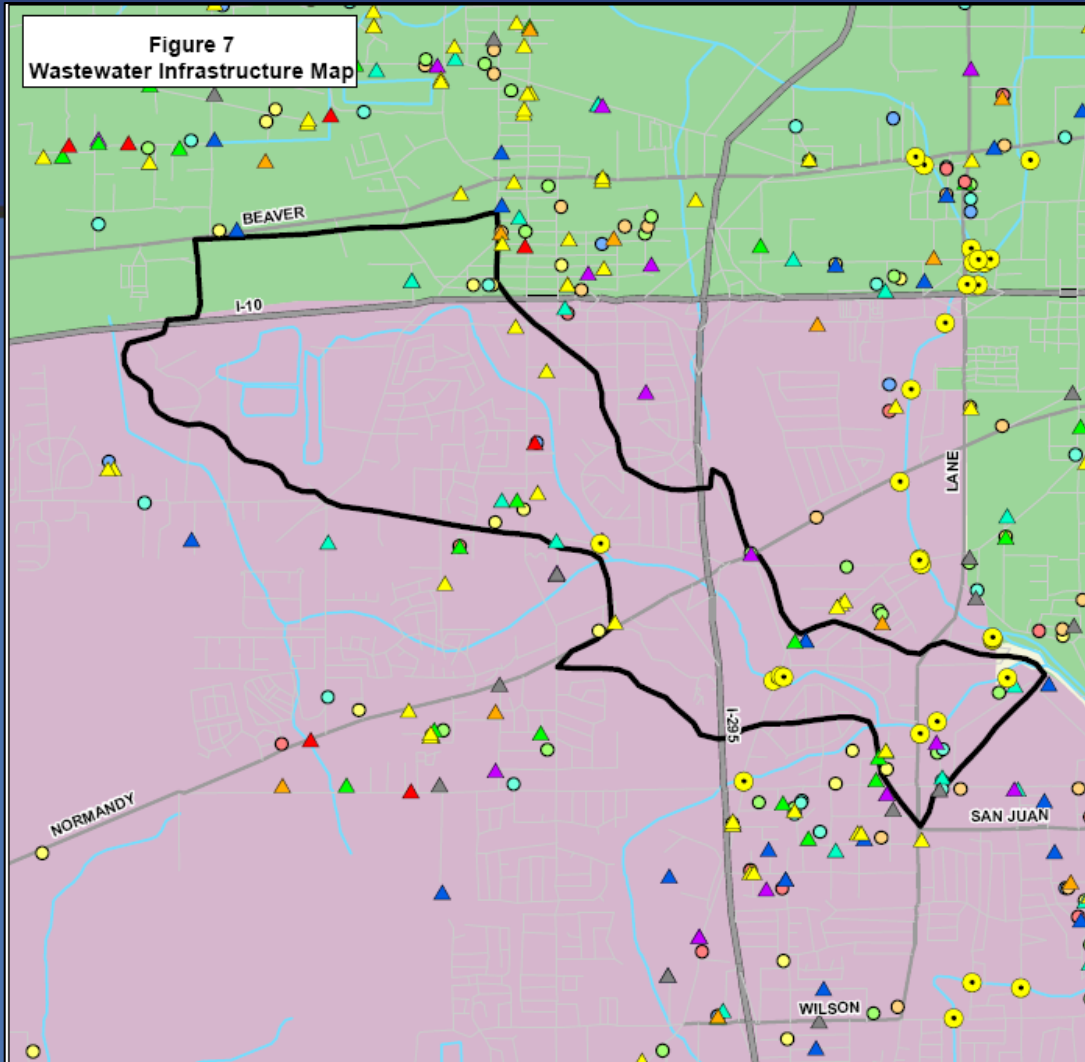 Figure 7
Wastewater Infrastructure Map
BEAVER
I-10
LANE
I-295
NORMANDY
SAN JUAN
WILSON